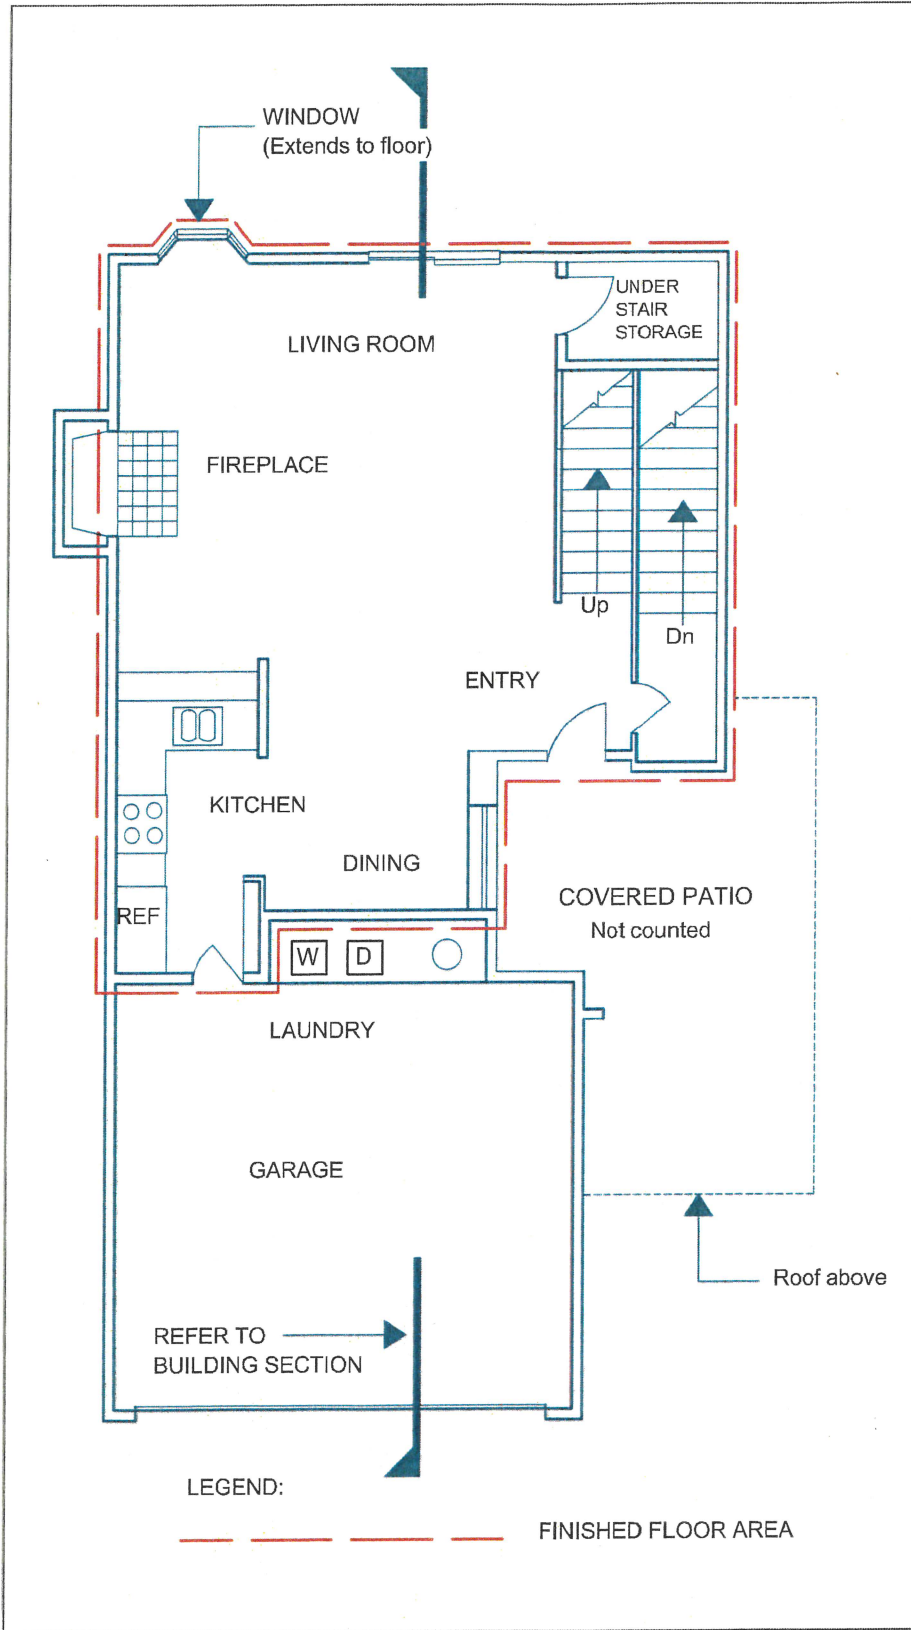 WINDOW
(Extends to floor)
UNDER
STAIR
STORAGE
LIVING ROOM
FIREPLACE
Up
Dn
ENTRY
KITCHEN
DINING
REF
COVERED PATIO
Not counted
W D
LAUNDRY
GARAGE
Roof above
REFER TO
BUILDING SECTION
LEGEND:
FINISHED FLOOR AREA